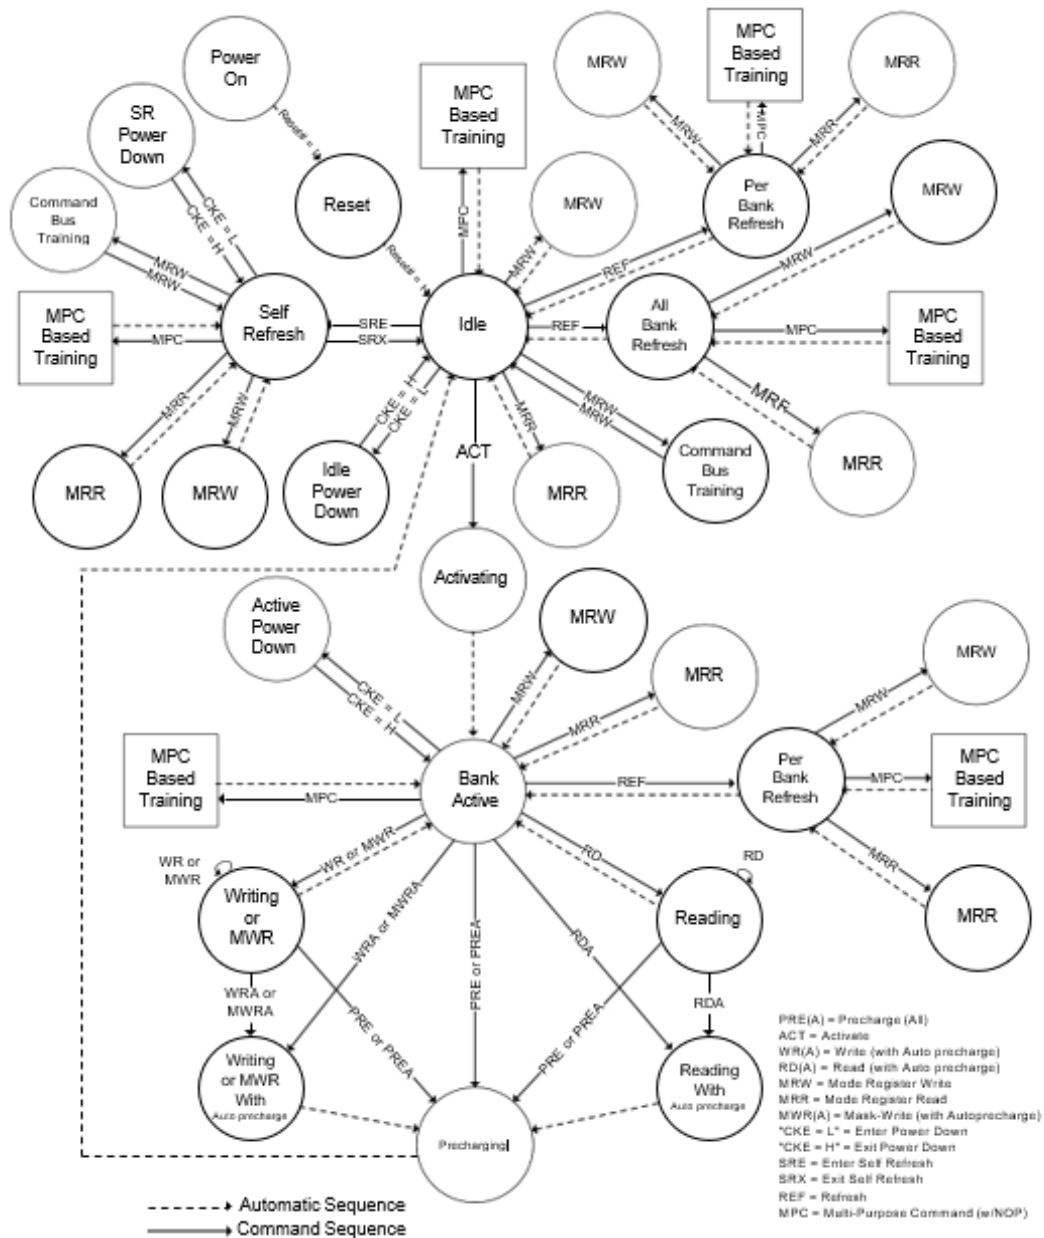 Power
On
MPC
Based
Training
MRW
MPC
Based
Training
MRR
SR
Power
Down
Reset# = L
MRW
MPC
MRR
MRW
Command
Bus
Training
CKE = L
CKE = H
Reset
MPC
MRW
Per
Bank
Refresh
MRW
MRW
MRW
Reset# = H
REF
MRW
MPC
Based
Training
MPC
Self
Refresh
SRE
SRX
Idle
REF
All
Bank
Refresh
MPC
MPC
Based
Training
MRR
MRW
CKE = H
CKE = L
MRR
MRW
MRW
MRR
MRR
MRW
Idle
Power
Down
ACT
MRR
Command
Bus
Training
MRR
Activating
Active
Power
Down
MRW
MRR
MRW
CKE = L
CKE = H
MRW
MRR
MRW
MPC
Based
Training
MPC
Bank
Active
REF
Per
Bank
Refresh
MPC
MPC
Based
Training
WR or
MWR
WR or MWR
RD
RD
MRR
Writing
or
MWR
WRA or MWRA
PRE or PREA
RDA
Reading
MRR
WRA or
MWRA
PRE or PREA
PRE or PREA
RDA
Writing
or MWR
With
Auto precharge
Reading
With
Auto precharge
Precharging
PRE(A) = Precharge (All)
ACT = Activate
WR(A) = Write (with Auto precharge)
RD(A) = Read (with Auto precharge)
MRW = Mode Register Write
MRR = Mode Register Read
MWR(A) = Mask-Write (with Autoprecharge)
"CKE = L" = Enter Power Down
"CKE = H" = Exit Power Down
SRE = Enter Self Refresh
SRX = Exit Self Refresh
REF = Refresh
MPC = Multi-Purpose Command (w/NOP)
Automatic Sequence
Command Sequence